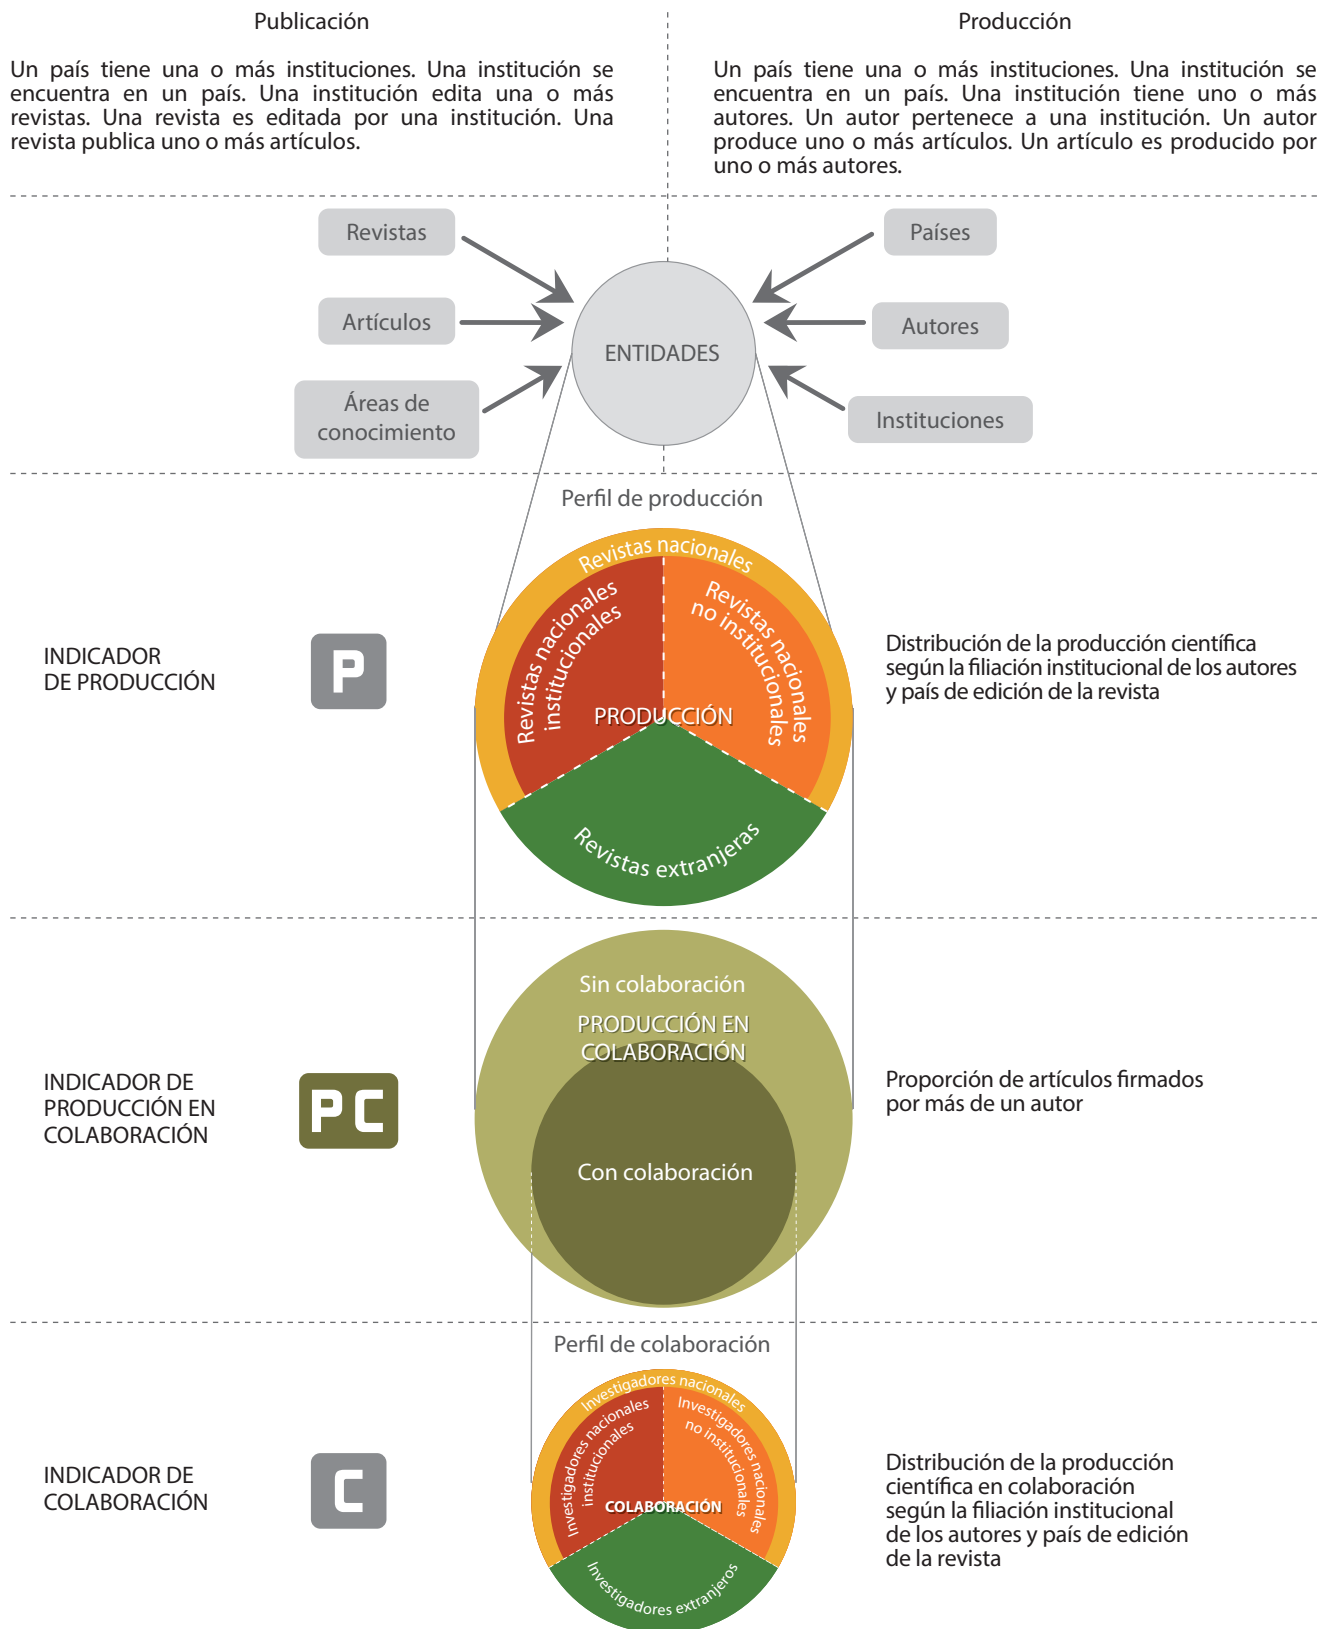 Publicación
Un país tiene una o más instituciones. Una institución se
encuentra en un país. Una institución edita una o más
revistas. Una revista es editada por una institución. Una
revista publica uno o más artículos.
Producción
Un país tiene una o más instituciones. Una institución se
encuentra en un país. Una institución tiene uno o más
autores. Un autor pertenece a una institución. Un autor
produce uno o más artículos. Un artículo es producido por
uno o más autores.
Revistas
Artículos
Áreas de
conocimiento
ENTIDADES
Países
Autores
Instituciones
Perfil de producción
INDICADOR
DE PRODUCCIÓN
P
Revistas nacionales
Revistas nacionales
institucionales
Revistas nacionales
no institucionales
PRODUCCIÓN
Revistas extranjeras
Distribución de la producción científica
según la filiación institucional de los autores
y país de edición de la revista
INDICADOR DE
PRODUCCIÓN EN
COLABORACIÓN
PC
Sin colaboración
PRODUCCIÓN EN
COLABORACIÓN
Con colaboración
Proporción de artículos firmados
por más de un autor
Perfil de colaboración
INDICADOR DE
COLABORACIÓN
C
Investigadores nacionales
Investigadores nacionales
institucionales
Investigadores nacionales
no institucionales
COLABORACIÓN
Investigadores extranjeros
Distribución de la producción
científica en colaboración
según la filiación institucional
de los autores y país de edición
de la revista